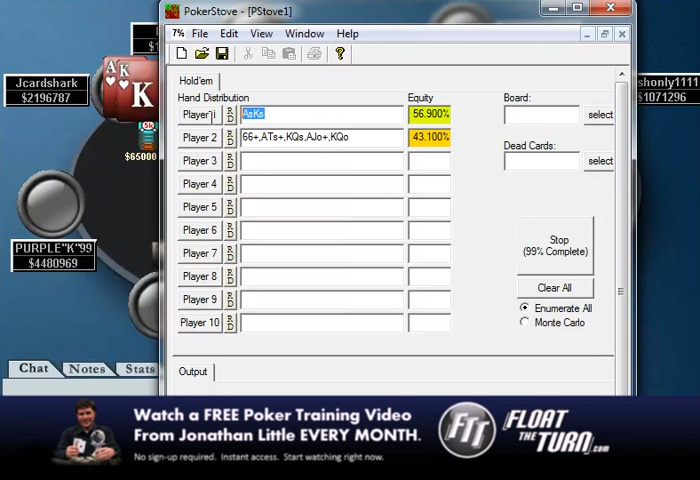 PokerStove - [PStove1]
7% File Edit View Window Help
Hold'em
Hand Distribution Equity Board:
Player 1 R D AsKs 56.900% select
Player 2 R D 66+,ATs+,KQs,AJo+,KQo 43.100%
Dead Cards:
Player 3 R D select
Player 4 R D
Player 5 R D
Player 6 R D
Player 7 R D
Player 8 R D
Player 9 R D
Player 10 R D
Stop
(99% Complete)
Clear All
Enumerate All
Monte Carlo
Output
Jcardshark
$2196787
A K
K
5k
$65000
PURPLE"K"99
$4480969
shonly1111
$1071296
Chat Notes Stats
Watch a FREE Poker Training Video
From Jonathan Little EVERY MONTH.
No sign-up required. Instant access. Start watching right now.
FTT
FLOAT
THE TURN.com